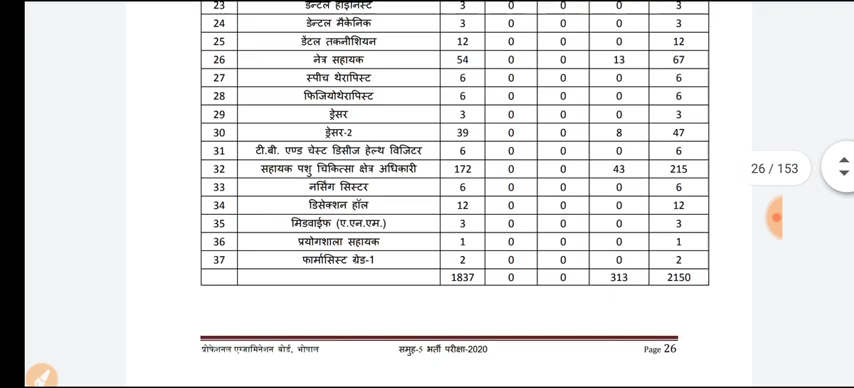 23 डेन्टल हाईजिनिस्ट 3 0 0 0 3
24 डेन्टल मैकेनिक 3 0 0 0 3
25 डेंटल तकनीशियन 12 0 0 0 12
26 नेत्र सहायक 54 0 0 13 67
27 स्पीच थेरापिस्ट 6 0 0 0 6
28 फिजियोथेरापिस्ट 6 0 0 0 6
29 ड्रेसर 3 0 0 0 3
30 ड्रेसर-2 39 0 0 8 47
31 टी.बी. एण्ड चेस्ट डिसीज हेल्थ विजिटर 6 0 0 0 6
32 सहायक पशु चिकित्सा क्षेत्र अधिकारी 172 0 0 43 215
33 नर्सिंग सिस्टर 6 0 0 0 6
34 डिसेक्शन हॉल 12 0 0 0 12
35 मिडवाईफ (ए.एन.एम.) 3 0 0 0 3
36 प्रयोगशाला सहायक 1 0 0 0 1
37 फार्मासिस्ट ग्रेड-1 2 0 0 0 2
1837 0 0 313 2150
26 / 153
प्रोफेशनल एग्जामिनेशन बोर्ड, भोपाल समुह-5 भर्ती परीक्षा-2020 Page 26